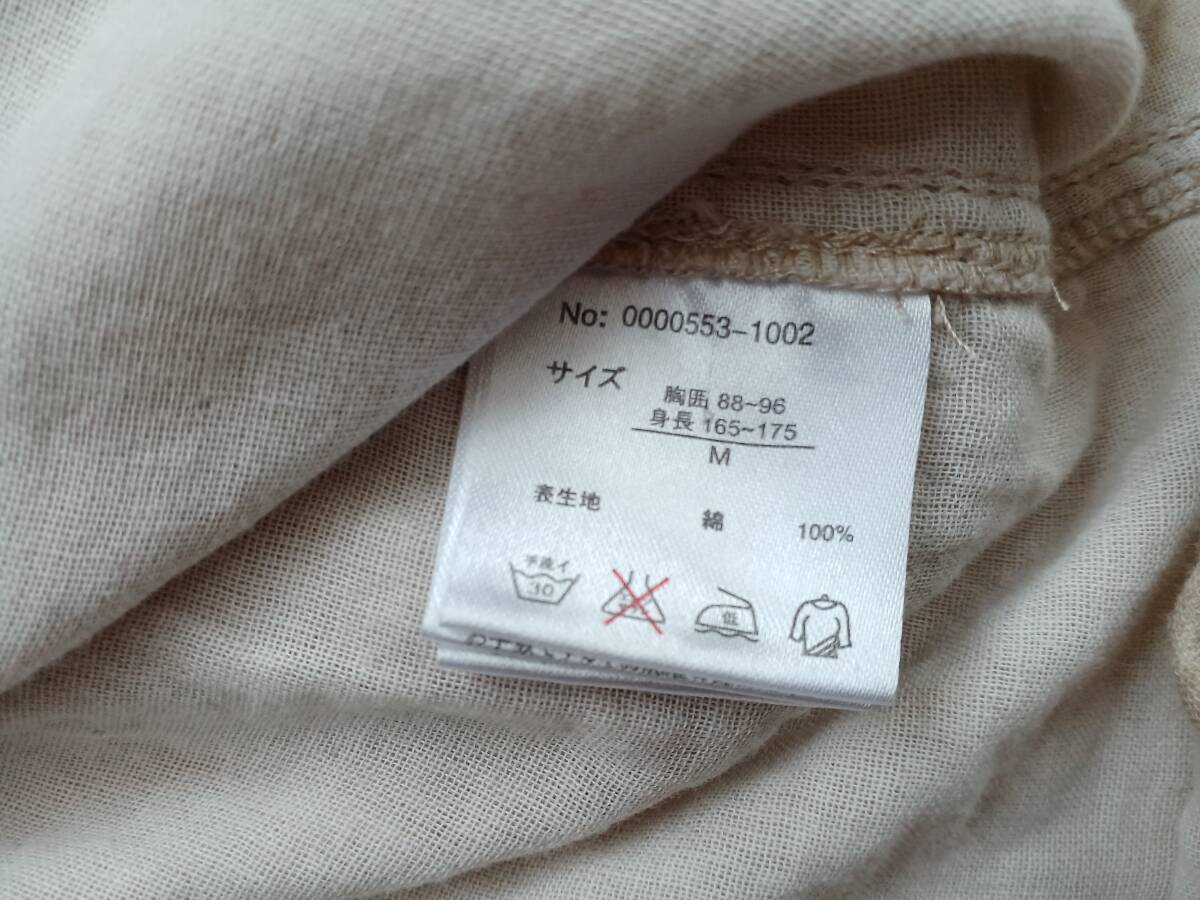 No: 0000553-1002
サイズ
胸囲 88~96
身長 165~175
M
表生地 綿 100%
手洗イ
30
低